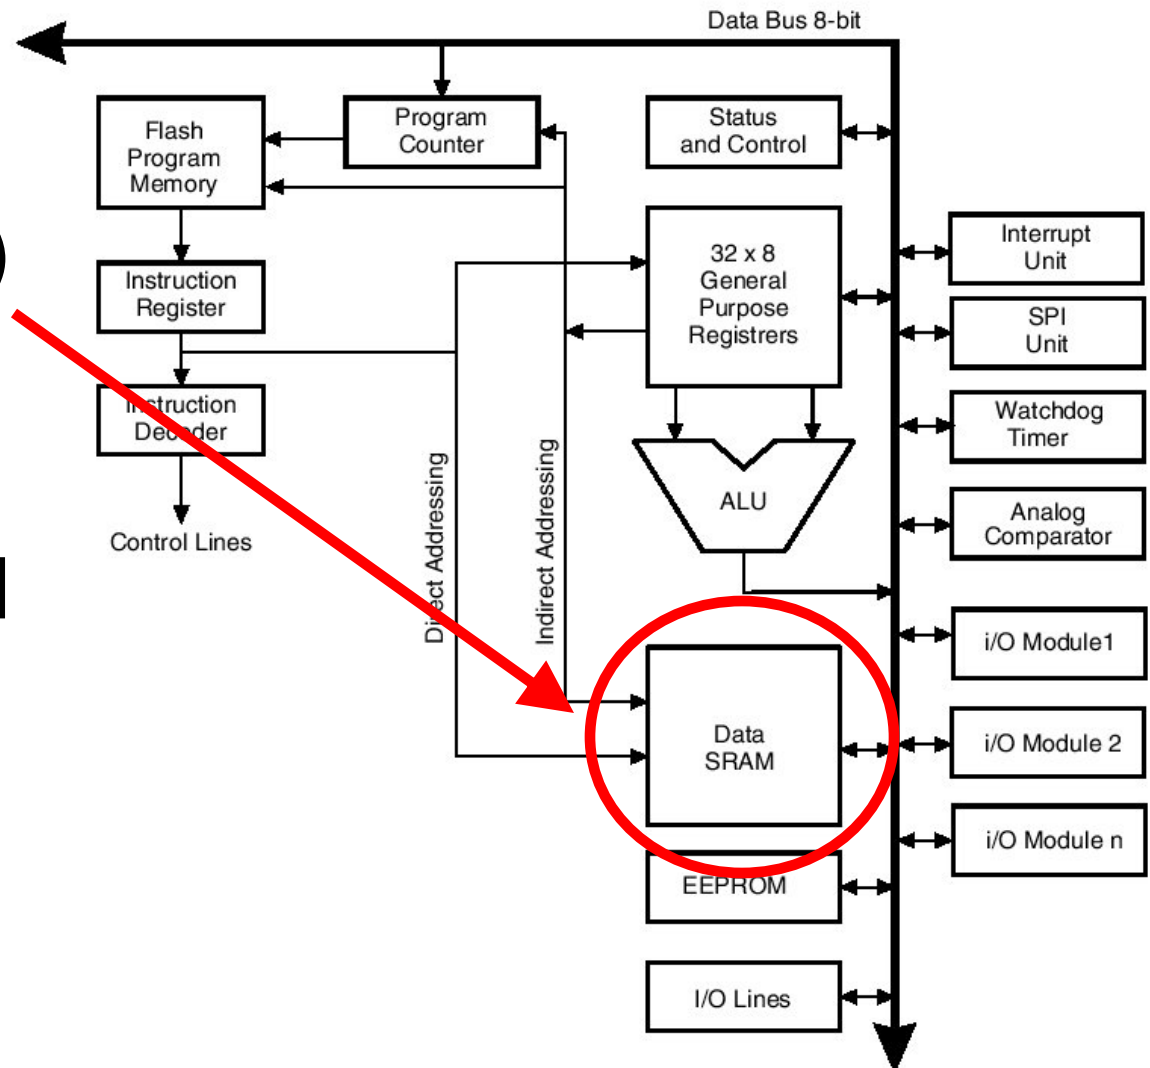 Data Bus 8-bit
Flash
Program
Memory
Program
Counter
Status
and Control
Instruction
Register
32 x 8
General
Purpose
Registrers
Interrupt
Unit
SPI
Unit
Instruction
Decoder
Watchdog
Timer
Control Lines
Direct Addressing
Indirect Addressing
ALU
Analog
Comparator
i/O Module1
Data
SRAM
i/O Module 2
i/O Module n
EEPROM
I/O Lines